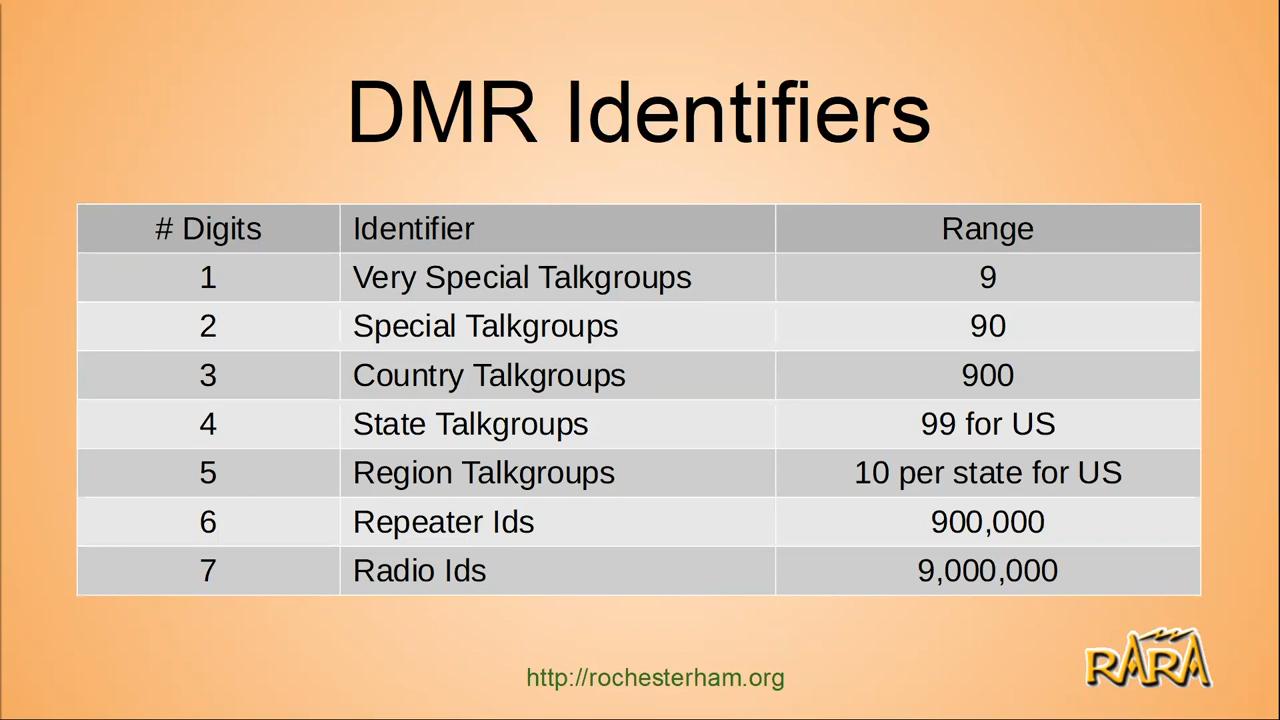 DMR Identifiers
# Digits Identifier Range
1 Very Special Talkgroups 9
2 Special Talkgroups 90
3 Country Talkgroups 900
4 State Talkgroups 99 for US
5 Region Talkgroups 10 per state for US
6 Repeater Ids 900,000
7 Radio Ids 9,000,000
http://rochesterham.org
RARA